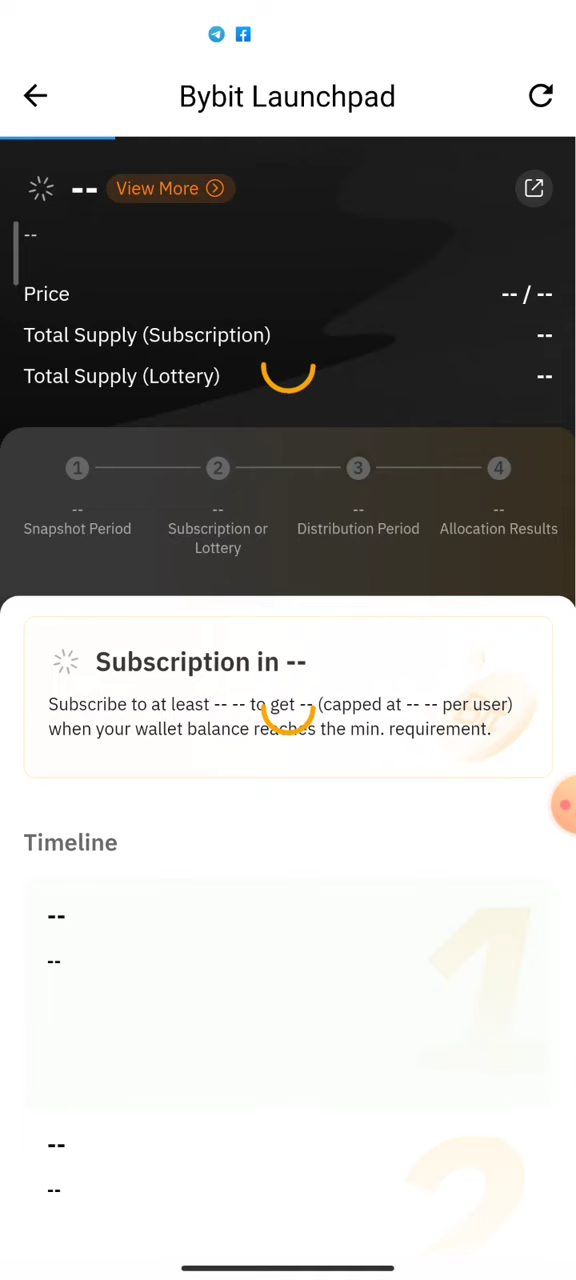 Bybit Launchpad
-- View More
--
Price -- / --
Total Supply (Subscription) --
Total Supply (Lottery) --
1 2 3 4
-- -- -- --
Snapshot Period Subscription or Lottery Distribution Period Allocation Results
Subscription in --
Subscribe to at least -- -- to get -- (capped at -- -- per user)
when your wallet balance reaches the min. requirement.
Timeline
1
--
--
2
--
--